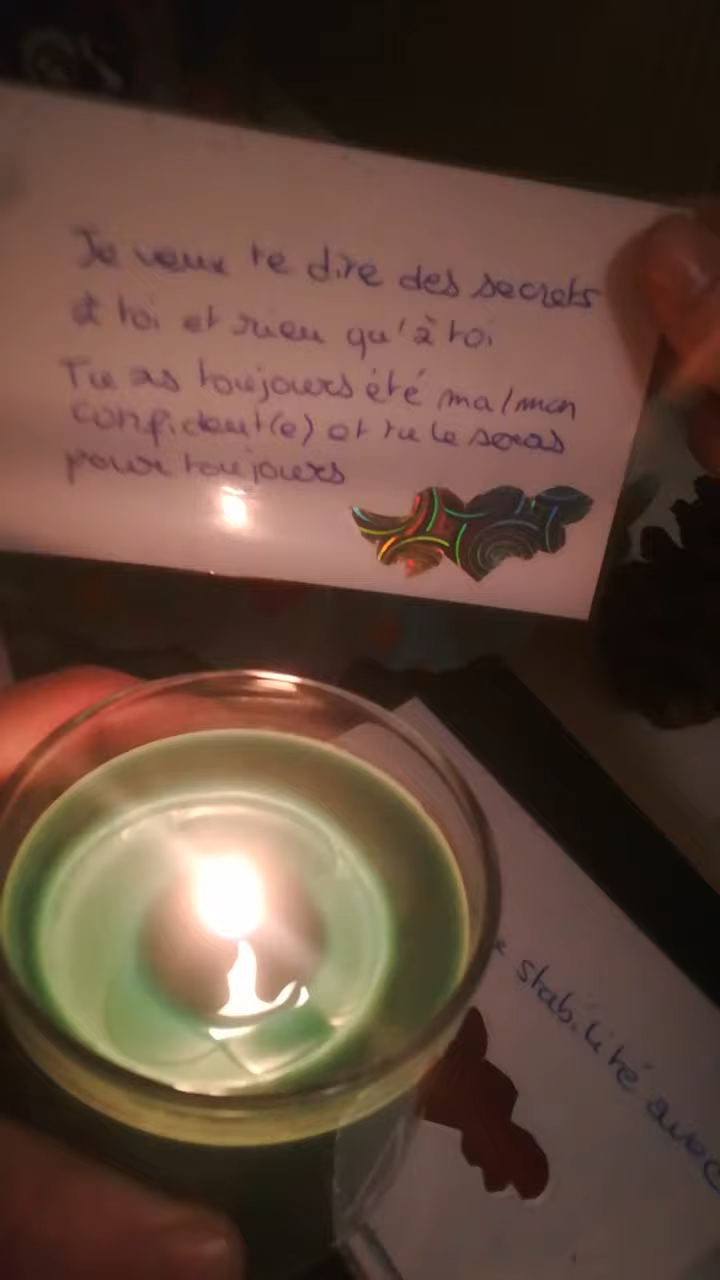 Je veux te dire des secrets
à toi et rien qu'à toi
Tu as toujours été ma/mon
confident(e) et tu le seras
pour toujours
stabilité avec